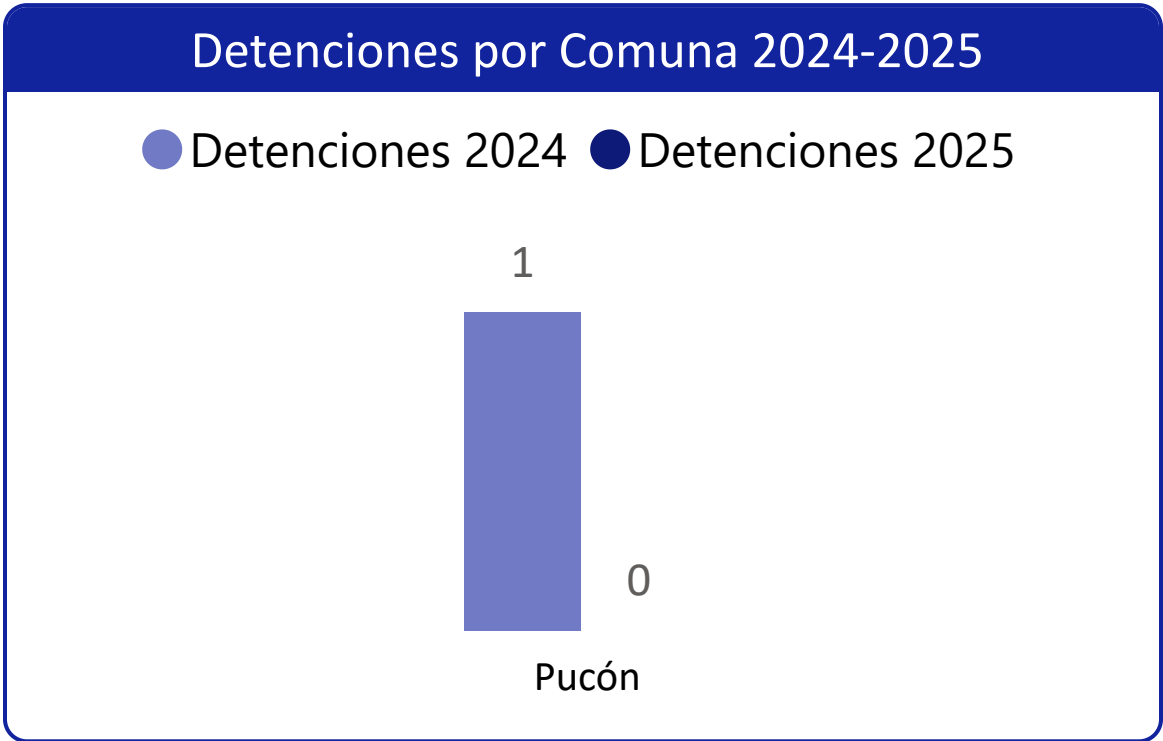 Detenciones por Comuna 2024-2025
Detenciones 2024 Detenciones 2025
1
0
Pucón